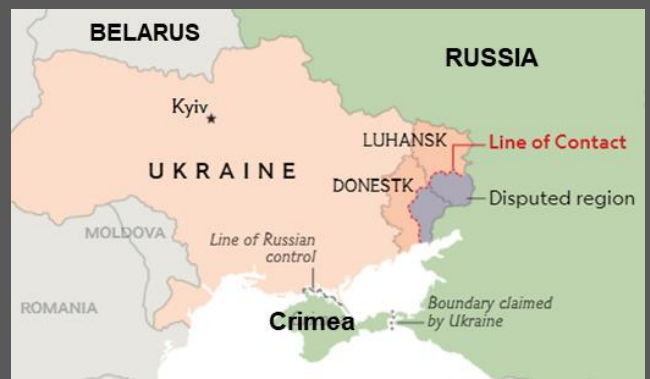 BELARUS
RUSSIA
Kyiv
LUHANSK
Line of Contact
UKRAINE
DONESTK
Disputed region
MOLDOVA
Line of Russian
control
ROMANIA
Crimea
Boundary claimed
by Ukraine